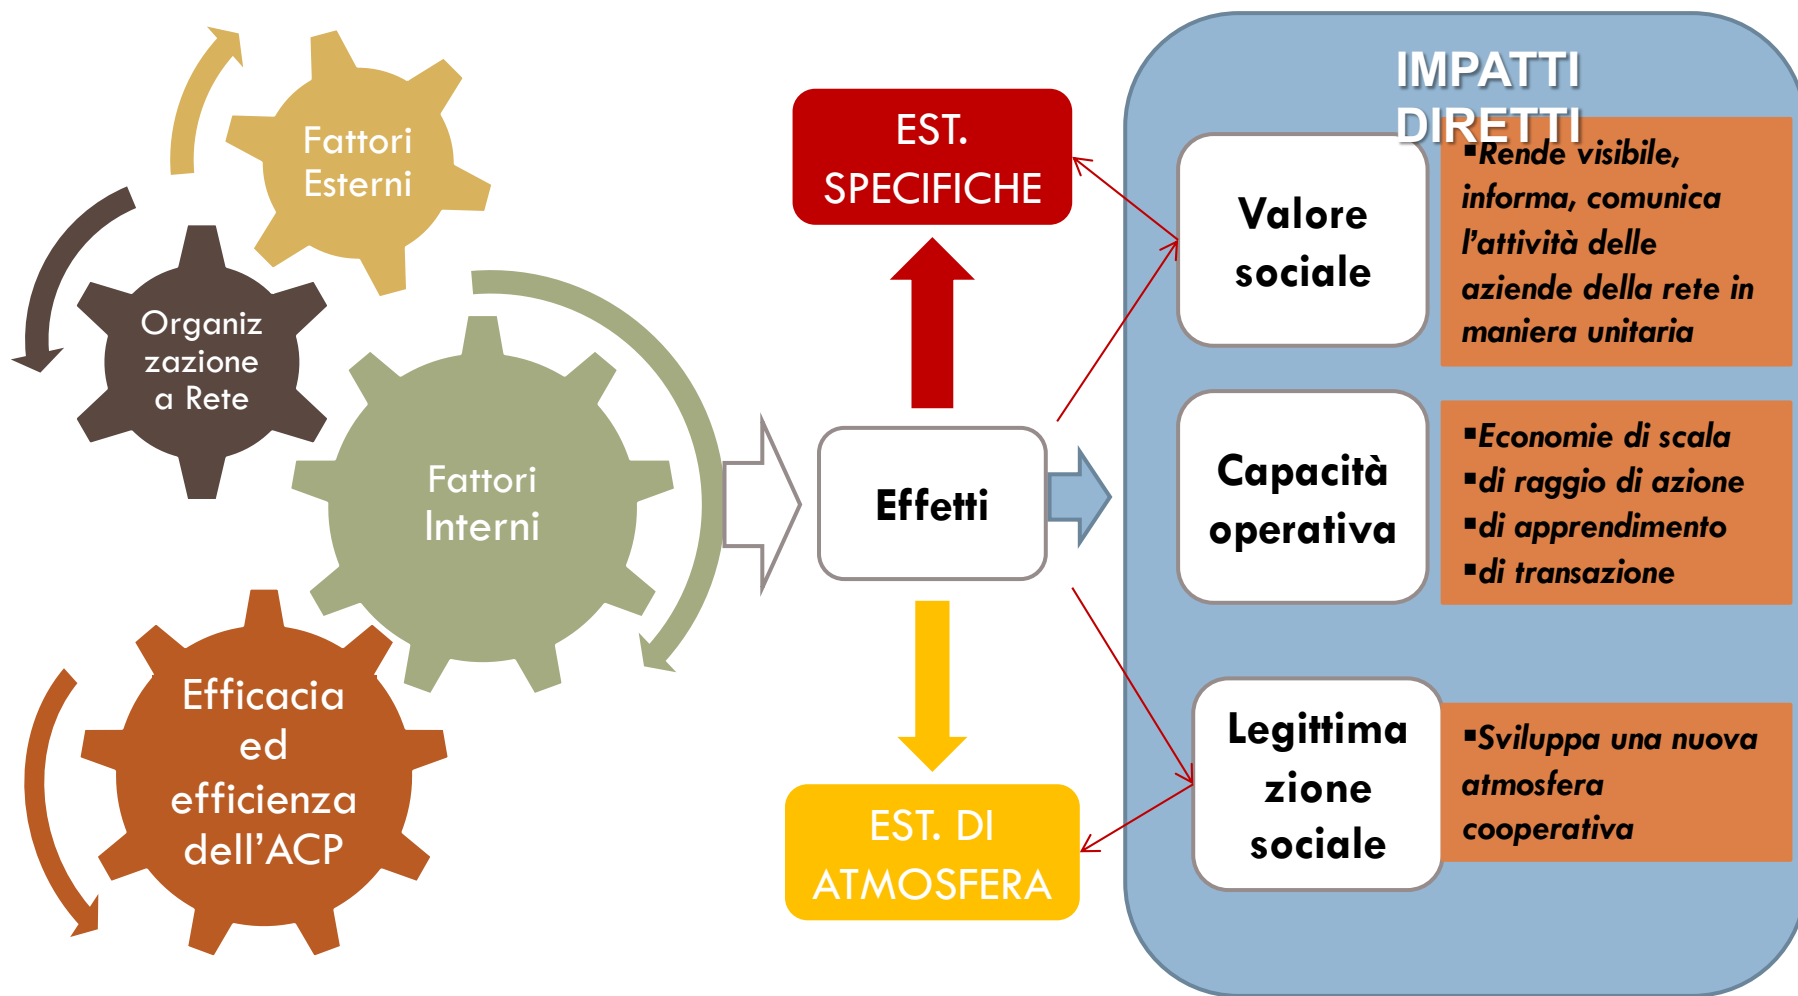 Fattori
Esterni
Organiz
zazione
a Rete
Fattori
Interni
Efficacia
ed
efficienza
dell'ACP
EST.
SPECIFICHE
Effetti
EST. DI
ATMOSFERA
IMPATTI
DIRETTI
Valore
sociale
▪Rende visibile,
informa, comunica
l'attività delle
aziende della rete in
maniera unitaria
Capacità
operativa
▪Economie di scala
▪di raggio di azione
▪di apprendimento
▪di transazione
Legittima
zione
sociale
▪Sviluppa una nuova
atmosfera
cooperativa